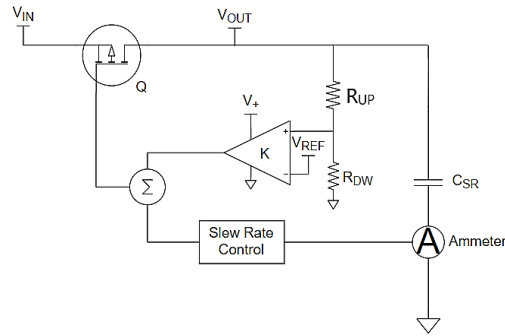 VIN
VOUT
Q
RUP
V+
K
+
VREF
-
RDW
Σ
CSR
Slew Rate
Control
A
Ammeter